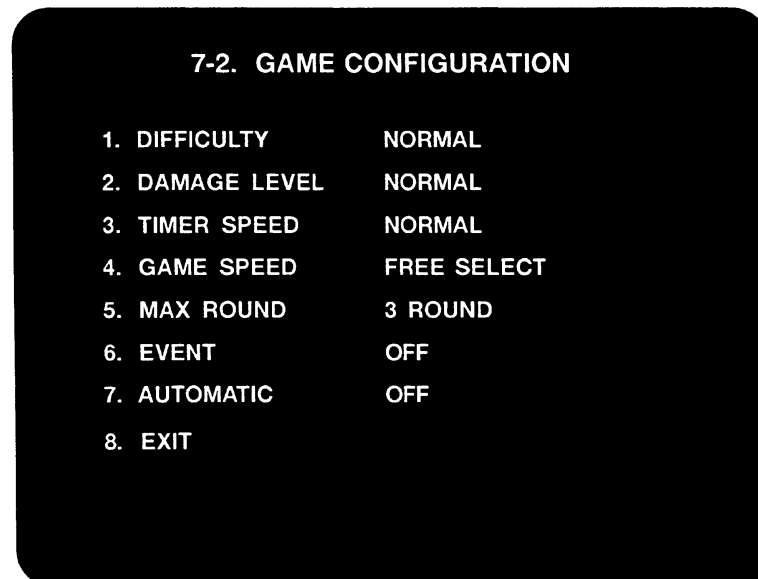 7-2. GAME CONFIGURATION
1. DIFFICULTY NORMAL
2. DAMAGE LEVEL NORMAL
3. TIMER SPEED NORMAL
4. GAME SPEED FREE SELECT
5. MAX ROUND 3 ROUND
6. EVENT OFF
7. AUTOMATIC OFF
8. EXIT